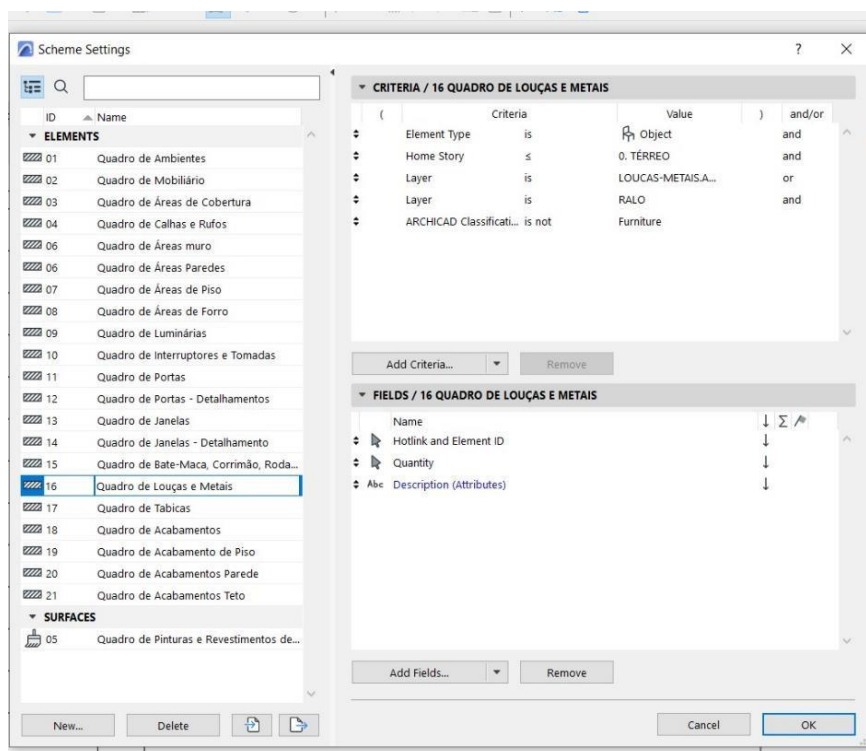 Scheme Settings
?
ID Name
ELEMENTS
01 Quadro de Ambientes
02 Quadro de Mobiliário
03 Quadro de Áreas de Cobertura
04 Quadro de Calhas e Rufos
06 Quadro de Áreas muro
06 Quadro de Áreas Paredes
07 Quadro de Áreas de Piso
08 Quadro de Áreas de Forro
09 Quadro de Luminárias
10 Quadro de Interruptores e Tomadas
11 Quadro de Portas
12 Quadro de Portas - Detalhamentos
13 Quadro de Janelas
14 Quadro de Janelas - Detalhamento
15 Quadro de Bate-Maca, Corrimão, Roda...
16 Quadro de Louças e Metais
17 Quadro de Tabicas
18 Quadro de Acabamentos
19 Quadro de Acabamento de Piso
20 Quadro de Acabamentos Parede
21 Quadro de Acabamentos Teto
SURFACES
05 Quadro de Pinturas e Revestimentos de...
New... Delete
CRITERIA / 16 QUADRO DE LOUÇAS E METAIS
( Criteria Value ) and/or
Element Type is Object and
Home Story ≤ 0. TÉRREO and
Layer is LOUCAS-METAIS.A... or
Layer is RALO and
ARCHICAD Classificati... is not Furniture
Add Criteria... Remove
FIELDS / 16 QUADRO DE LOUÇAS E METAIS
Name ↓ Σ
Hotlink and Element ID ↓
Quantity ↓
Abc Description (Attributes) ↓
Add Fields... Remove
Cancel OK